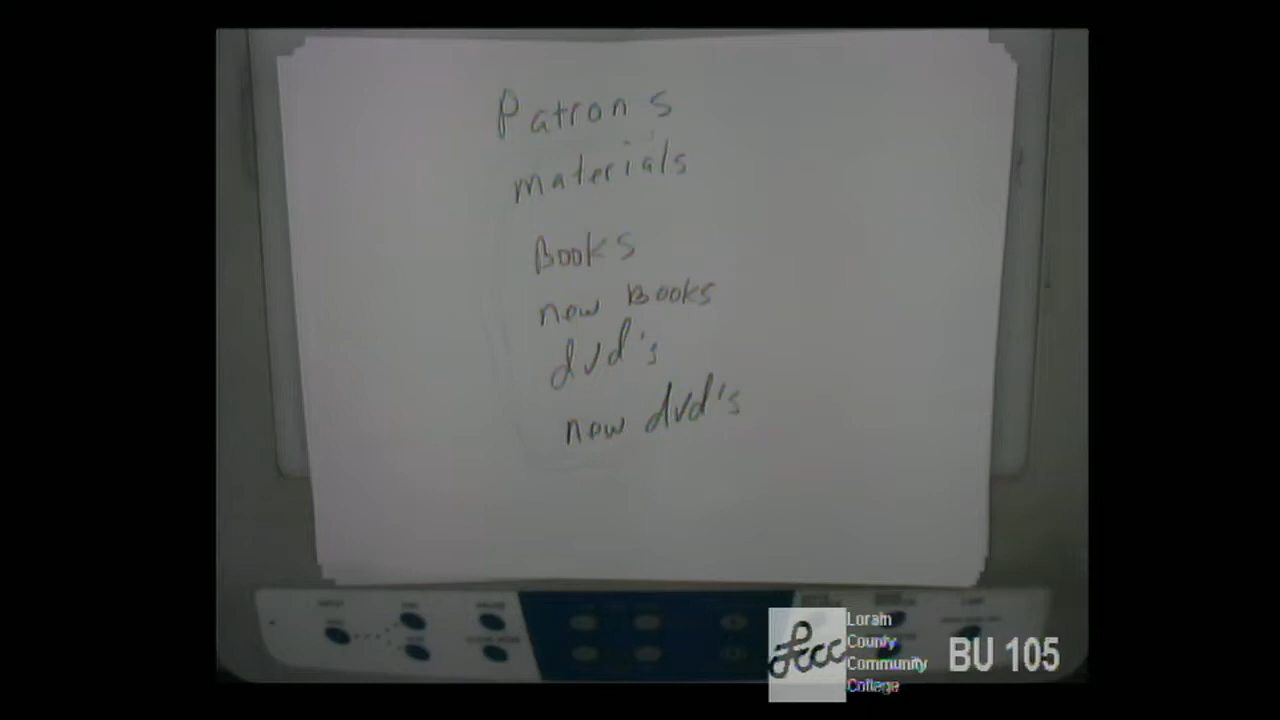 Patrons
materials
Books
new Books
dvd's
new dvd's
Lorain
County
Community
College
BU 105